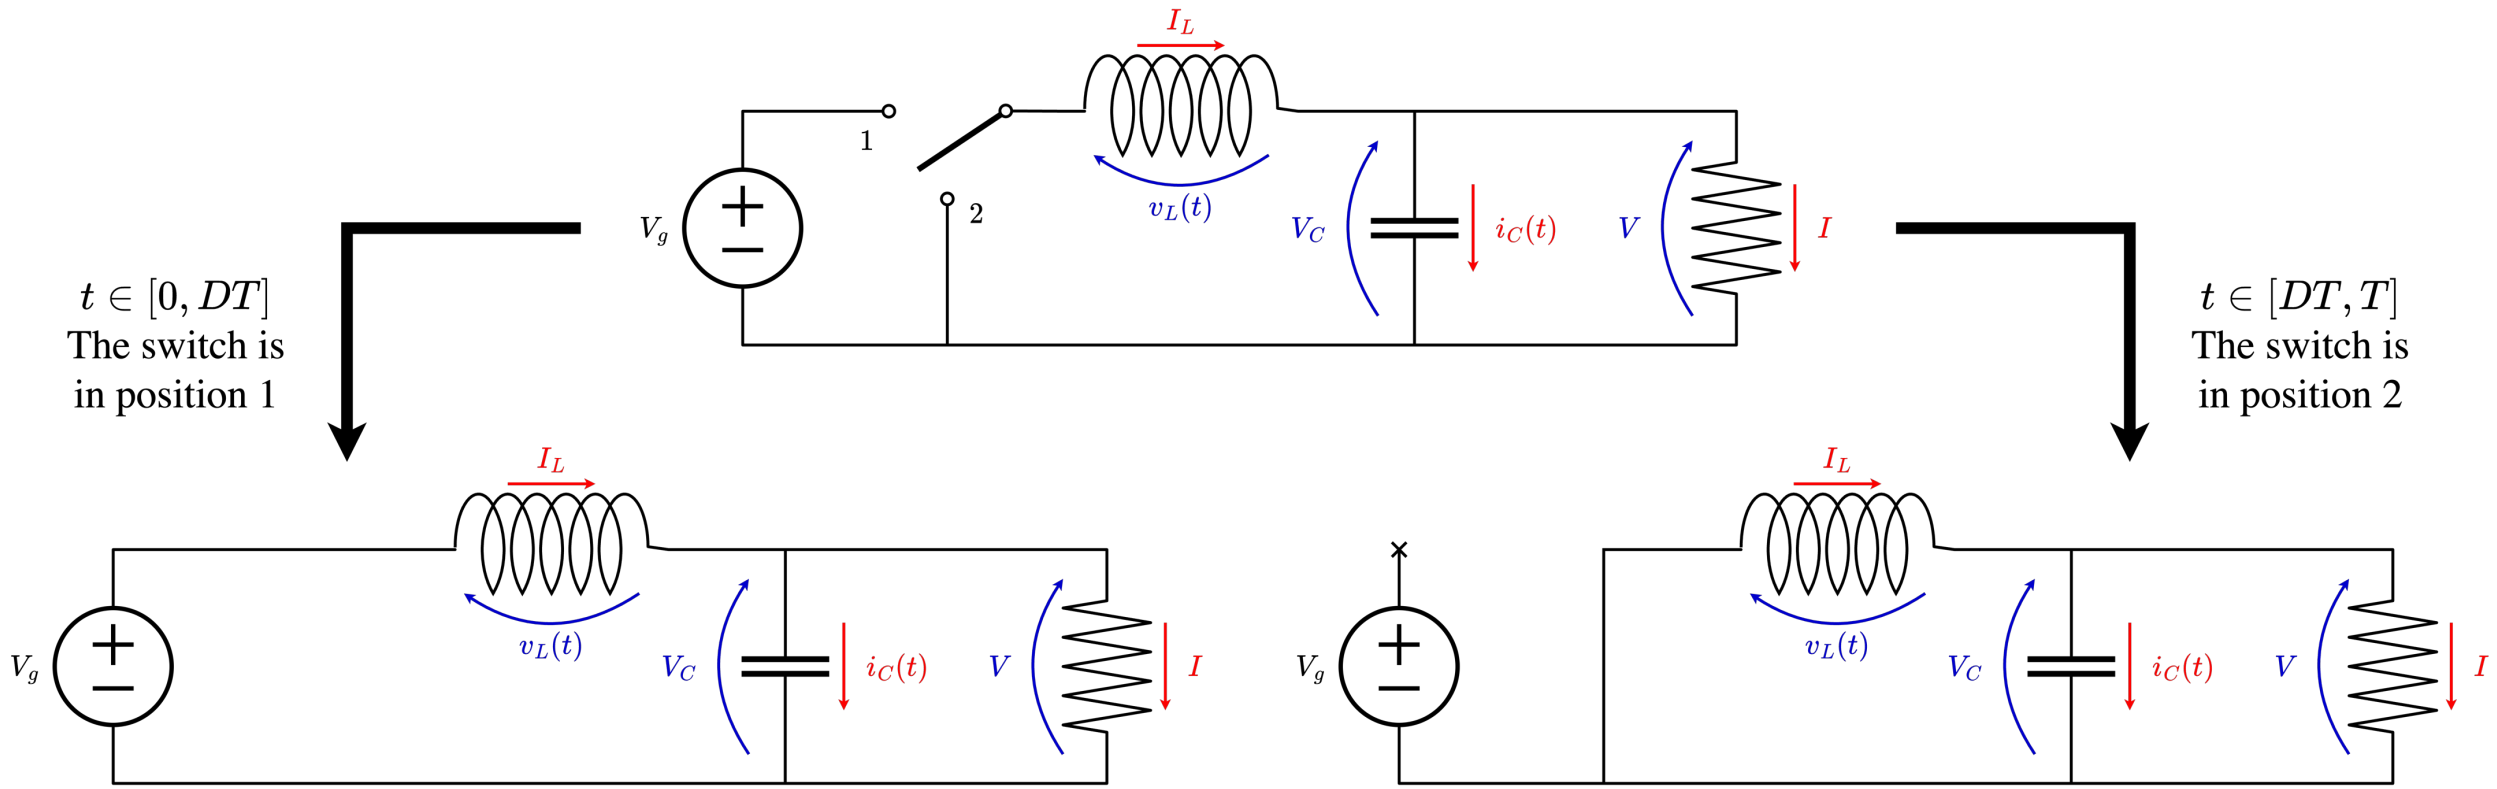 I_L
1
2
V_g
v_L(t)
V_C
i_C(t)
V
I
t ∈ [0, DT]
The switch is
in position 1
t ∈ [DT, T]
The switch is
in position 2
I_L
V_g
v_L(t)
V_C
i_C(t)
V
I
I_L
V_g
v_L(t)
V_C
i_C(t)
V
I